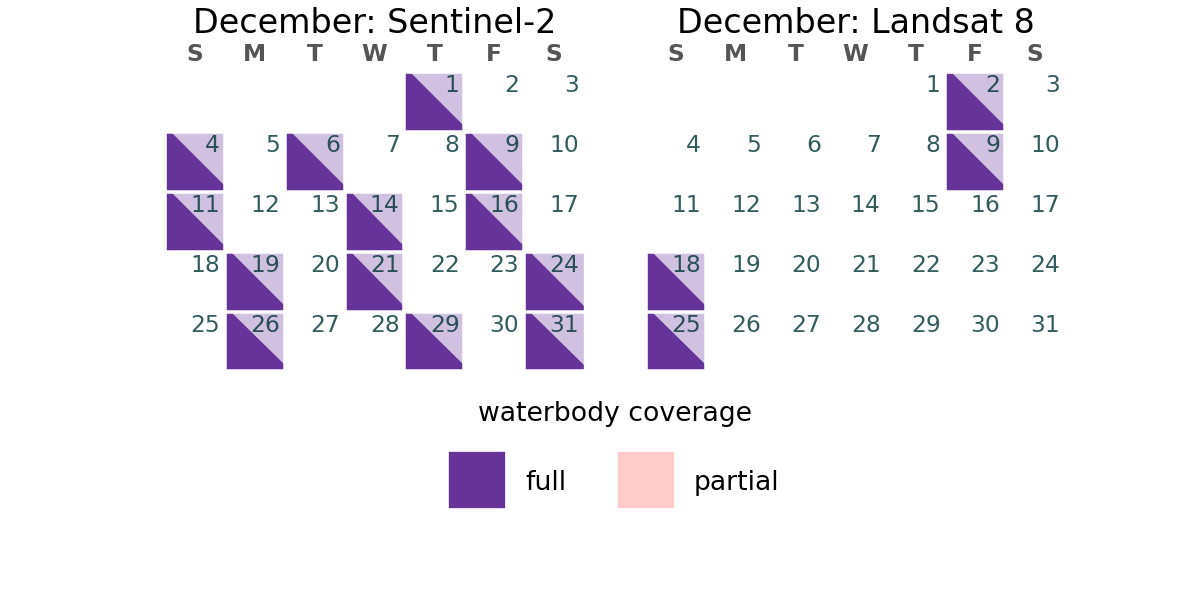 December: Sentinel-2
S M T W T F S
1 2 3
4 5 6 7 8 9 10
11 12 13 14 15 16 17
18 19 20 21 22 23 24
25 26 27 28 29 30 31
December: Landsat 8
S M T W T F S
1 2 3
4 5 6 7 8 9 10
11 12 13 14 15 16 17
18 19 20 21 22 23 24
25 26 27 28 29 30 31
waterbody coverage
full partial